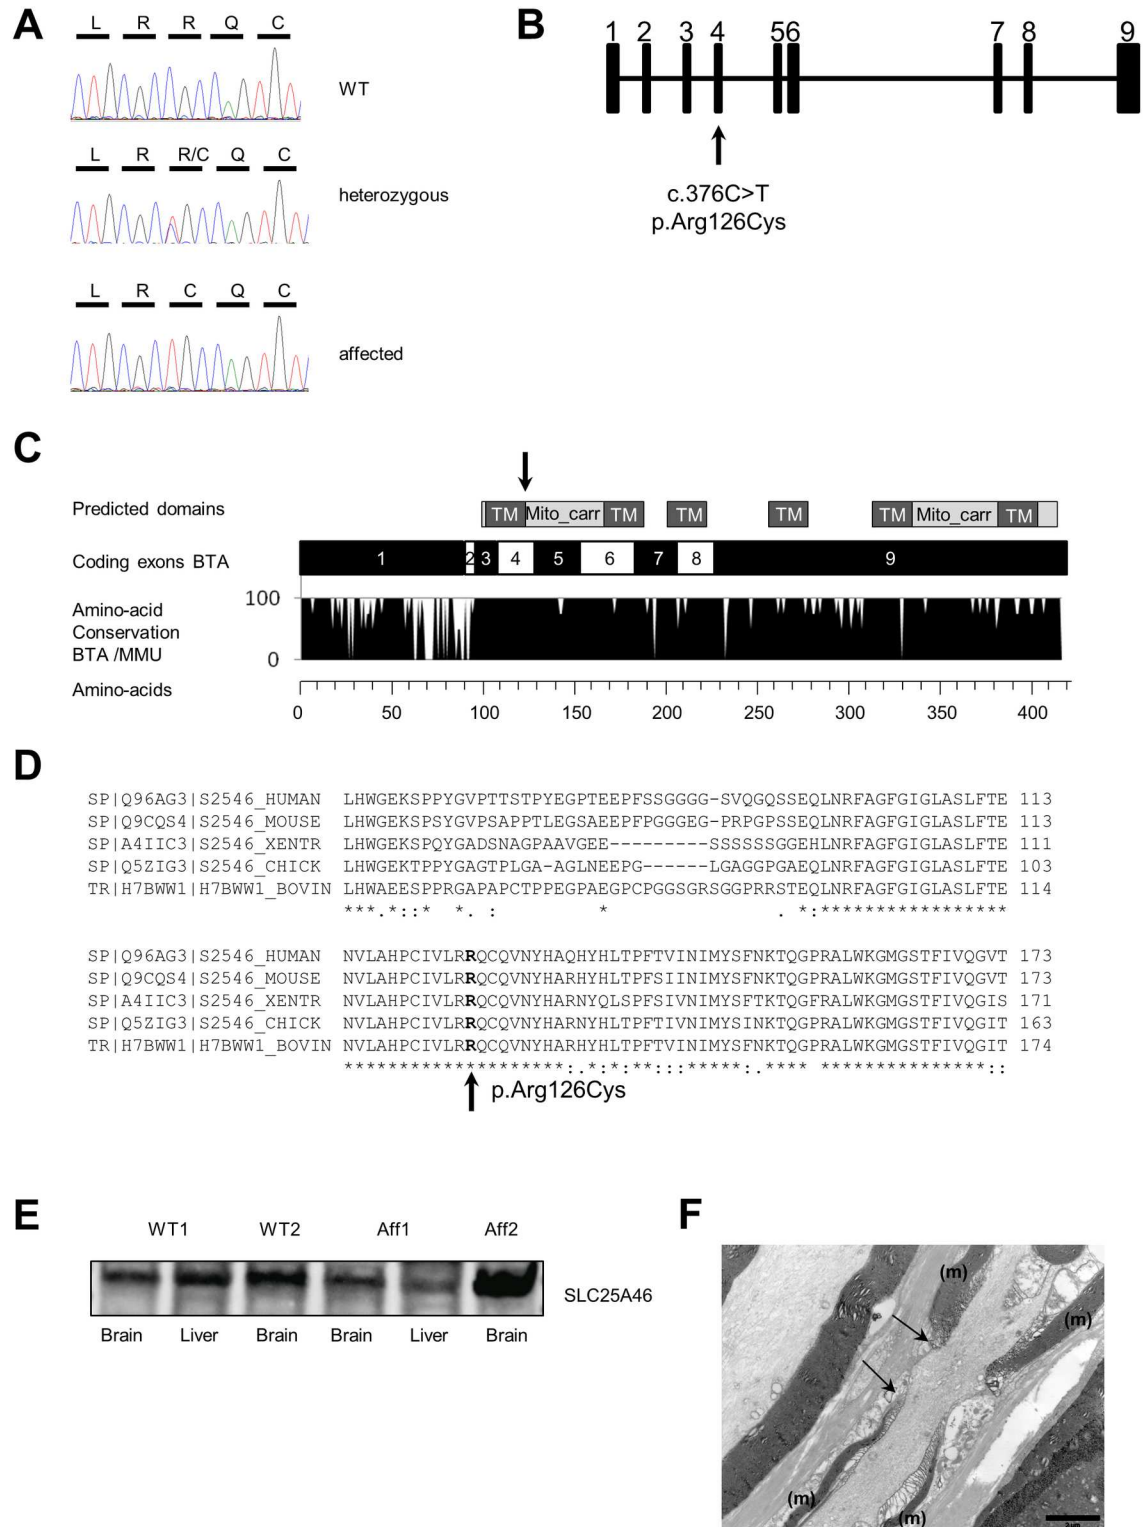 A
L R R Q C
WT
L R R/C Q C
heterozygous
L R C Q C
affected
B
1 2 3 4 56 7 8 9
c.376C>T
p.Arg126Cys
C
Predicted domains
TM Mito_carr TM TM TM TM Mito_carr TM
Coding exons BTA
1 2 3 4 5 6 7 8 9
Amino-acid
Conservation
BTA /MMU
100
0
Amino-acids
0 50 100 150 200 250 300 350 400
D
SP|Q96AG3|S2546_HUMAN LHWGEKSPPYGVPTTSTPYEGPTEEPFSSGGGG-SVQGQSSEQLNRFAGFGIGLASLFTE 113
SP|Q9CQS4|S2546_MOUSE LHWGEKSPSYGVPSAPPTLEGSAEEPFPGGGEG-PRPGPSSEQLNRFAGFGIGLASLFTE 113
SP|A4IIC3|S2546_XENTR LHWGEKSPQYGADSNAGPAAVGEE---------SSSSSSGGEHLNRFAGFGIGLASLFTE 111
SP|Q5ZIG3|S2546_CHICK LHWGEKTPPYGAGTPLGA-AGLNEEPG------LGAGGPGAEQLNRFAGFGIGLASLFTE 103
TR|H7BWW1|H7BWW1_BOVIN LHWAEESPPRGAPAPCTPPEGPAEGPCPGGSGRSGGPRRSTEQLNRFAGFGIGLASLFTE 114
***.*::* *. : * . *:*****************
SP|Q96AG3|S2546_HUMAN NVLAHPCIVLRRQCQVNYHAQHYHLTPFTVINIMYSFNKTQGPRALWKGMGSTFIVQGVT 173
SP|Q9CQS4|S2546_MOUSE NVLAHPCIVLRRQCQVNYHARHYHLTPFSIINIMYSFNKTQGPRALWKGMGSTFIVQGVT 173
SP|A4IIC3|S2546_XENTR NVLAHPCIVLRRQCQVNYHARNYQLSPFSIVNIMYSFTKTQGFRALWKGMGSTFIVQGIS 171
SP|Q5ZIG3|S2546_CHICK NVLAHPCIVLRRQCQVNYHARNYHLTPFTIVNIMYSINKTQGPRALWKGMGSTFIVQGIT 163
TR|H7BWW1|H7BWW1_BOVIN NVLAHPCIVLRRQCQVNYHARHYHLTPFTVINIMYSFNKTQGPRALWKGMGSTFIVQGIT 174
********************:.*:*:**:::*****:.**** ****************::
p.Arg126Cys
E
WT1 WT2 Aff1 Aff2
SLC25A46
Brain Liver Brain Brain Liver Brain
F
(m)
(m)
(m)
(m)